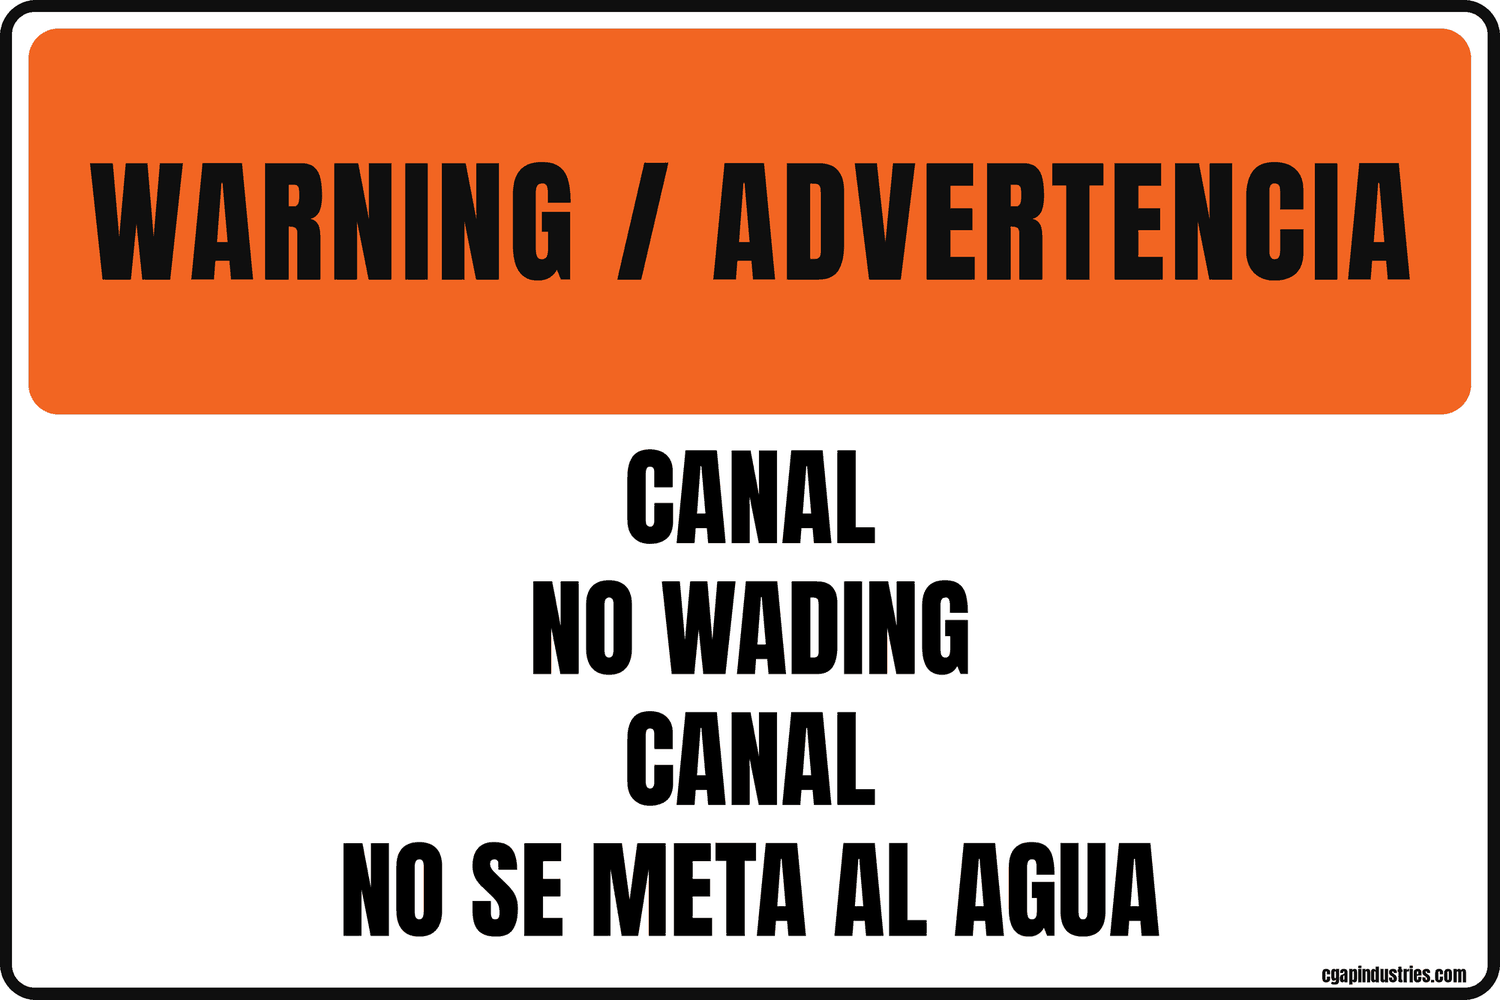 WARNING / ADVERTENCIA
CANAL
NO WADING
CANAL
NO SE META AL AGUA
cgapindustries.com